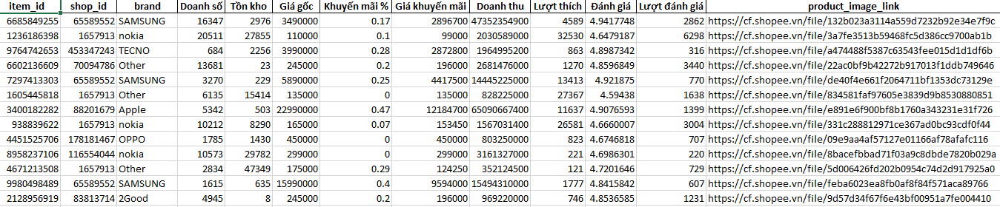 item_id shop_id brand Doanh số Tồn kho Giá gốc Khuyến mãi % Giá khuyến mãi Doanh thu Lượt thích Đánh giá Lượt đánh giá product_image_link
6685849255 65589552 SAMSUNG 16347 2976 3490000 0.17 2896700 47352354900 4589 4.9417748 2862 https://cf.shopee.vn/file/132b023a3114a559d7232b92e34e7f9c
1236186398 1657913 nokia 20511 27855 110000 0.1 99000 2030589000 32530 4.6479187 6298 https://cf.shopee.vn/file/3a7fe3513b59468fc5d386cc9700ab1b
9764742653 453347243 TECNO 684 2256 3990000 0.28 2872800 1964995200 863 4.8987342 316 https://cf.shopee.vn/file/a474488f5387c63543fee015d1d1df6b
6602136609 70094786 Other 13681 23 245000 0.2 196000 2681476000 1270 4.8596849 3440 https://cf.shopee.vn/file/22ac0bf9b42272b917013f1ddb749646
7297413303 65589552 SAMSUNG 3270 229 5890000 0.25 4417500 14445225000 13413 4.921875 770 https://cf.shopee.vn/file/de40f4e661f2064711bf1353dc73129e
1605445818 1657913 Other 6135 15414 135000 0 135000 828225000 27367 4.59438 1638 https://cf.shopee.vn/file/834581faf97605e3839d9b8530880851
3400182282 88201679 Apple 5342 503 22990000 0.47 12184700 65090667400 11637 4.9076593 1399 https://cf.shopee.vn/file/e891e6f900bf8b1760a343231e31f726
938839622 1657913 nokia 10212 8290 165000 0.07 153450 1567031400 26581 4.6660007 3004 https://cf.shopee.vn/file/331c288812971ce367ad0bc93cdf0f44
4451525706 178181467 OPPO 1785 1430 450000 0 450000 803250000 823 4.6746818 707 https://cf.shopee.vn/file/09e9aa4af57127e01166af78afafc116
8958237106 116554044 nokia 10573 29782 299000 0 299000 3161327000 221 4.6986301 220 https://cf.shopee.vn/file/8bacefbbad71f03a9c8dbde7820b029a
4671213508 1657913 Other 2834 47349 175000 0.29 124250 352124500 121 4.7201646 729 https://cf.shopee.vn/file/5d006426fd202b0954c74d2d917925a0
9980498489 65589552 SAMSUNG 1615 635 15990000 0.4 9594000 15494310000 1777 4.8415842 607 https://cf.shopee.vn/file/feba6023ea8fb0af8f84f571aca89766
2128956919 83813714 2Good 4945 8 245000 0.2 196000 969220000 746 4.8536585 1231 https://cf.shopee.vn/file/9d57d34f67f6e43bf00951a7fe004410